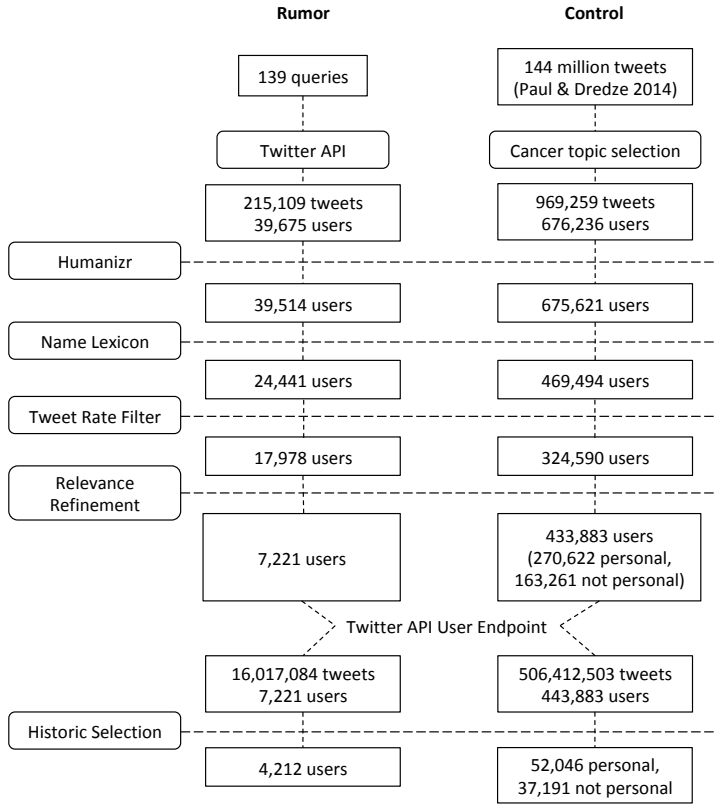 Rumor
Control
139 queries
144 million tweets
(Paul & Dredze 2014)
Twitter API
Cancer topic selection
215,109 tweets
39,675 users
969,259 tweets
676,236 users
Humanizr
39,514 users
675,621 users
Name Lexicon
24,441 users
469,494 users
Tweet Rate Filter
17,978 users
324,590 users
Relevance
Refinement
7,221 users
433,883 users
(270,622 personal,
163,261 not personal)
Twitter API User Endpoint
16,017,084 tweets
7,221 users
506,412,503 tweets
443,883 users
Historic Selection
4,212 users
52,046 personal,
37,191 not personal